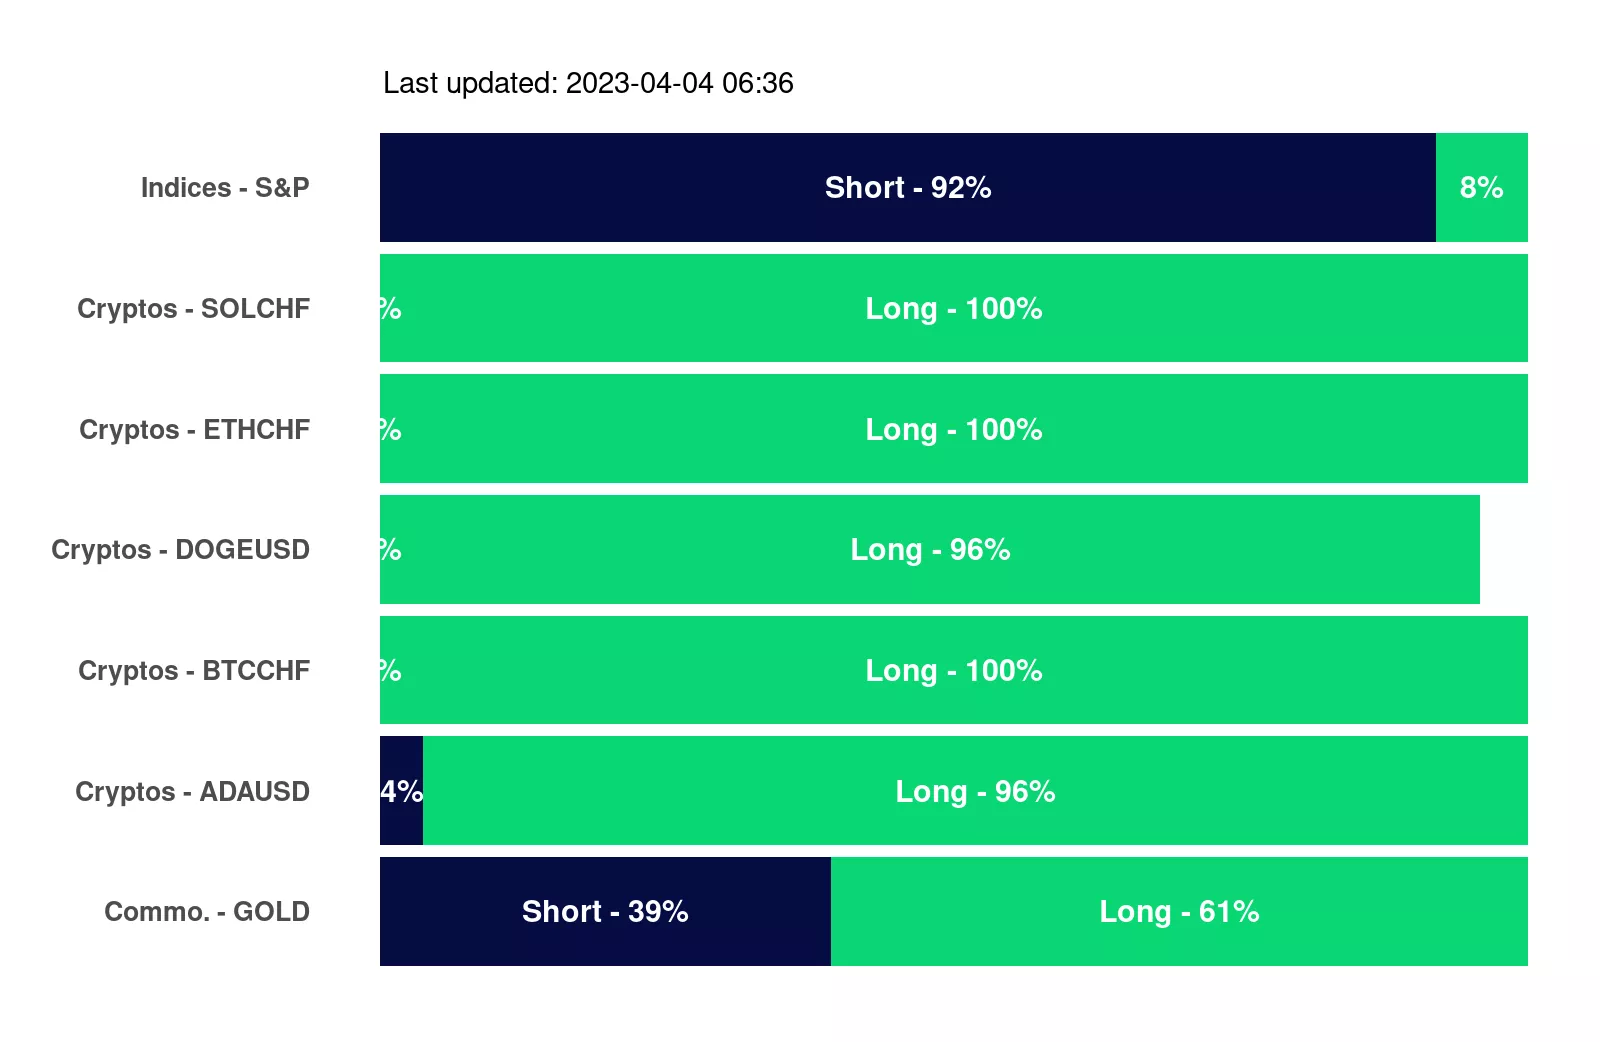 Last updated: 2023-04-04 06:36
Indices - S&P Short - 92% 8%
Cryptos - SOLCHF % Long - 100%
Cryptos - ETHCHF % Long - 100%
Cryptos - DOGEUSD % Long - 96%
Cryptos - BTCCHF % Long - 100%
Cryptos - ADAUSD 4% Long - 96%
Commo. - GOLD Short - 39% Long - 61%